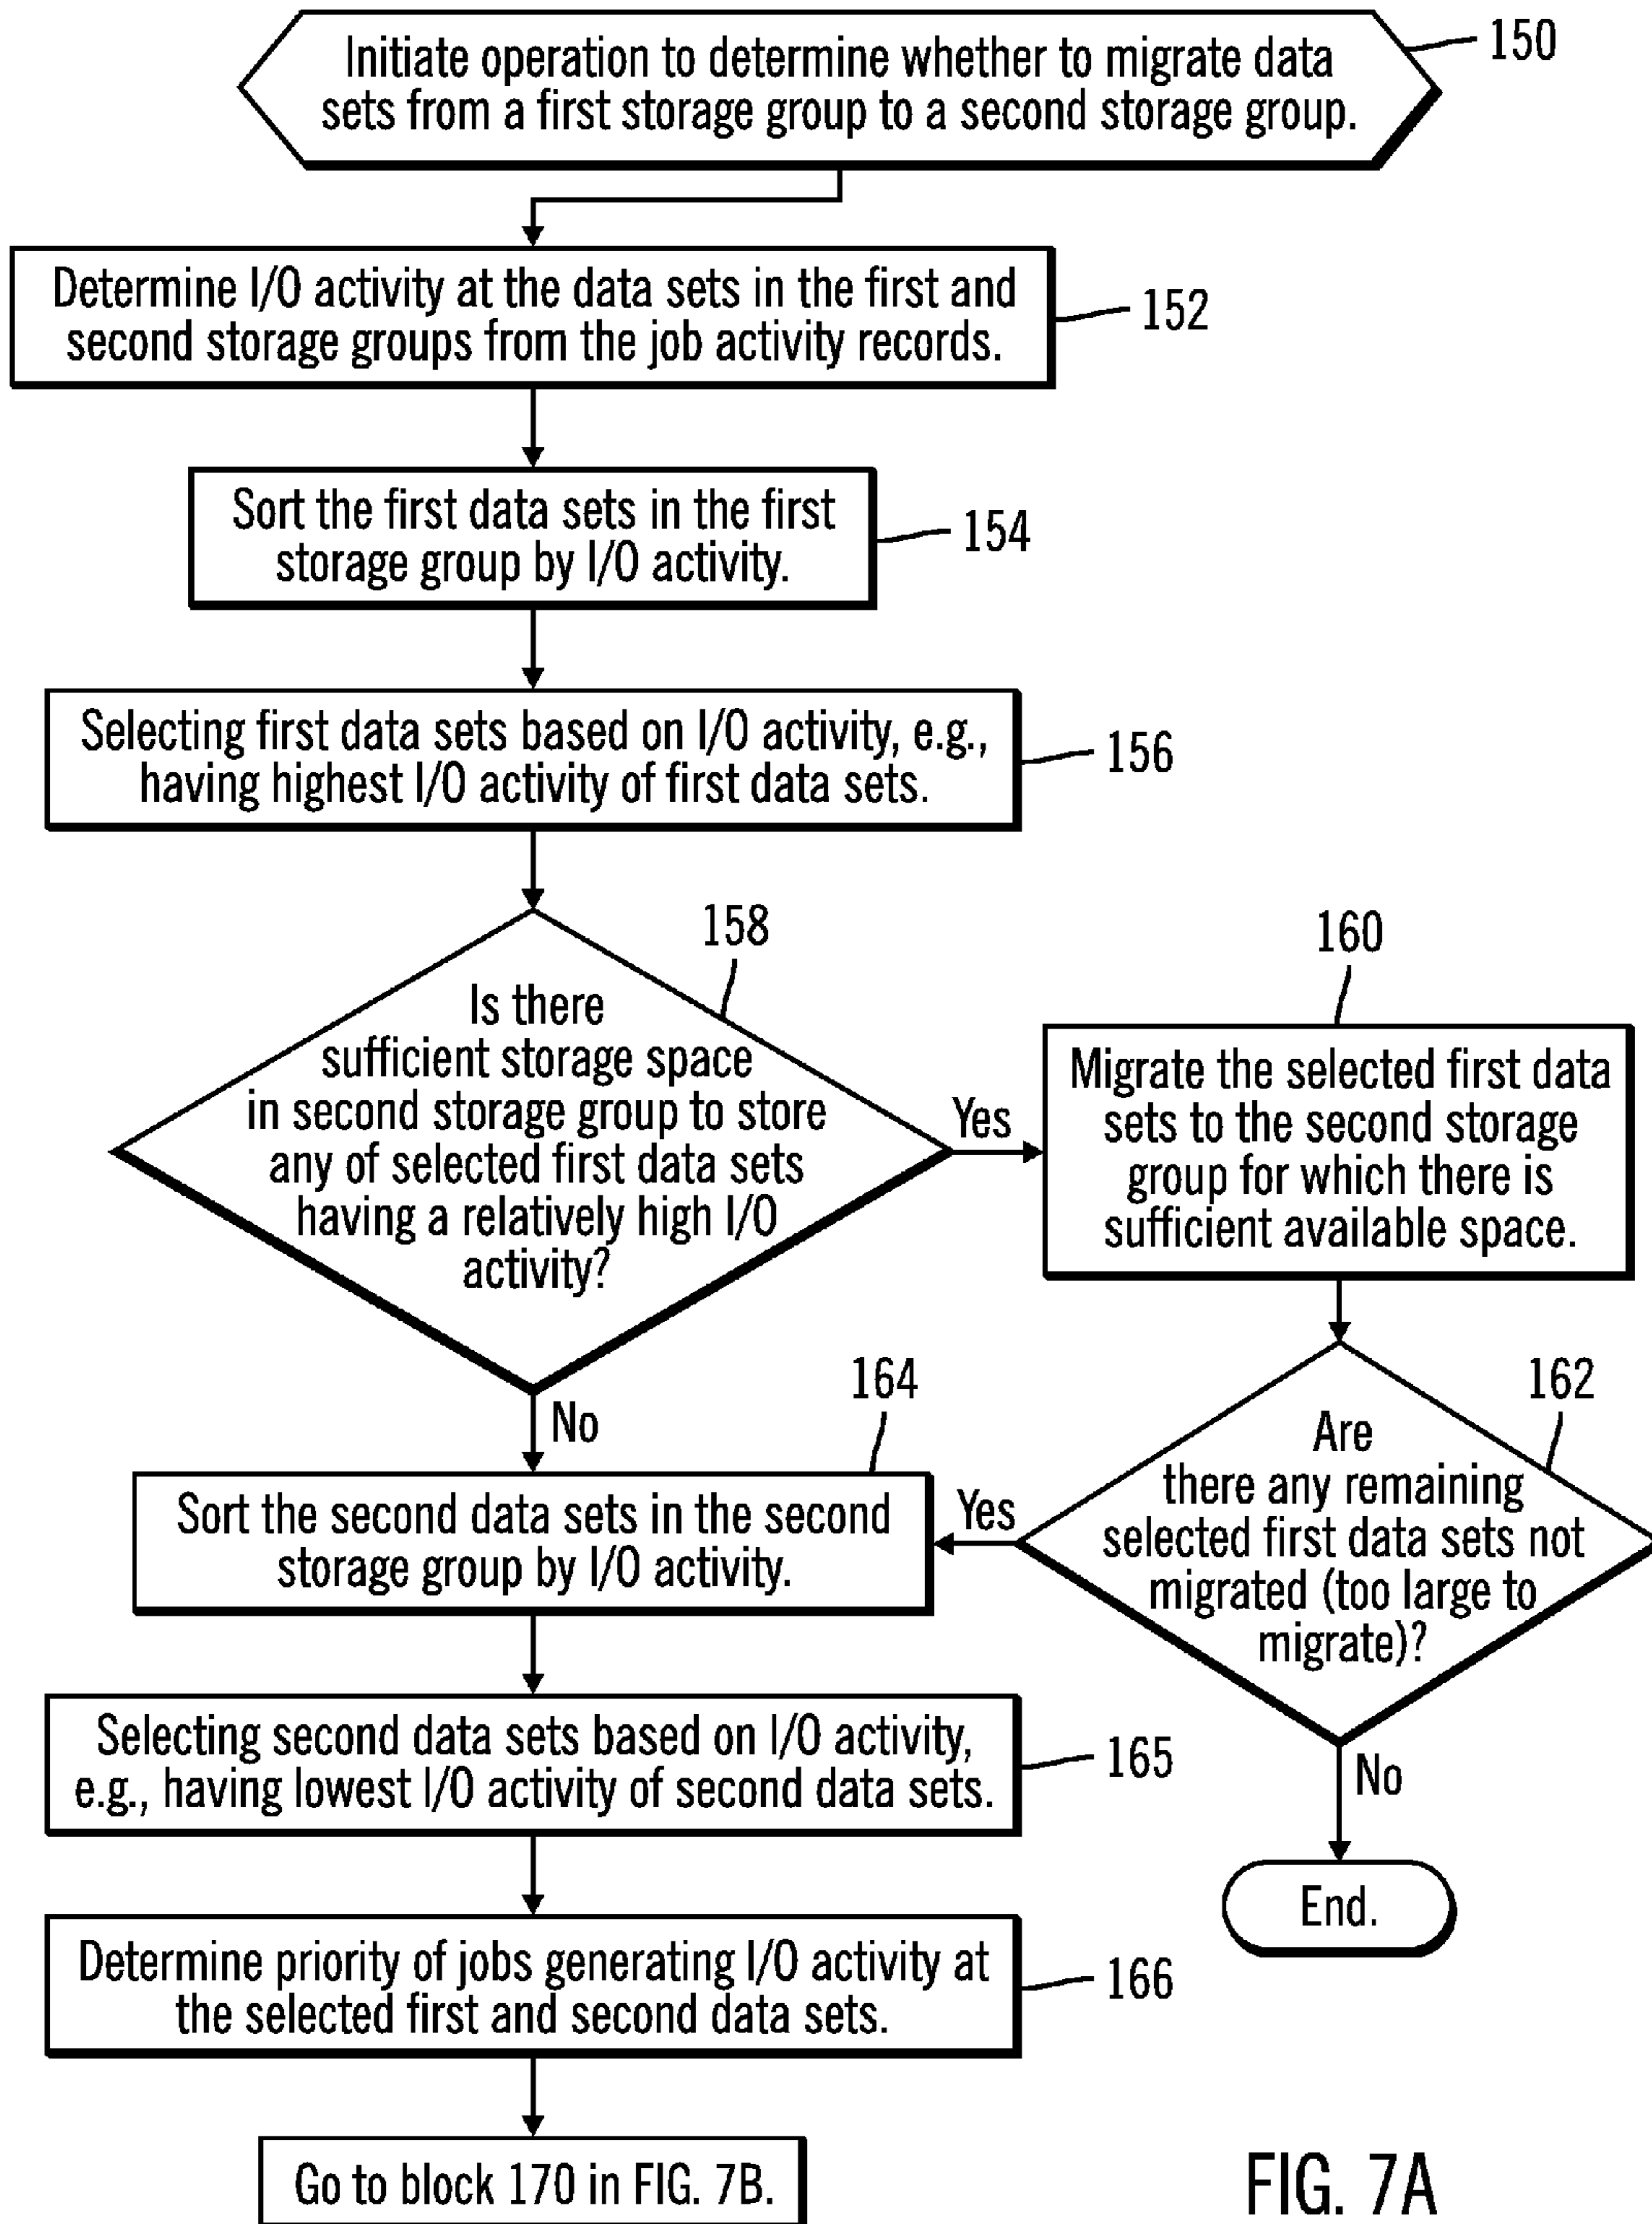 Initiate operation to determine whether to migrate data
sets from a first storage group to a second storage group.
150
Determine I/O activity at the data sets in the first and
second storage groups from the job activity records.
152
Sort the first data sets in the first
storage group by I/O activity.
154
Selecting first data sets based on I/O activity, e.g.,
having highest I/O activity of first data sets.
156
158
Is there
sufficient storage space
in second storage group to store
any of selected first data sets
having a relatively high I/O
activity?
Yes
No
160
Migrate the selected first data
sets to the second storage
group for which there is
sufficient available space.
162
Are
there any remaining
selected first data sets not
migrated (too large to
migrate)?
Yes
No
End.
164
Sort the second data sets in the second
storage group by I/O activity.
Selecting second data sets based on I/O activity,
e.g., having lowest I/O activity of second data sets.
165
Determine priority of jobs generating I/O activity at
the selected first and second data sets.
166
Go to block 170 in FIG. 7B.
FIG. 7A